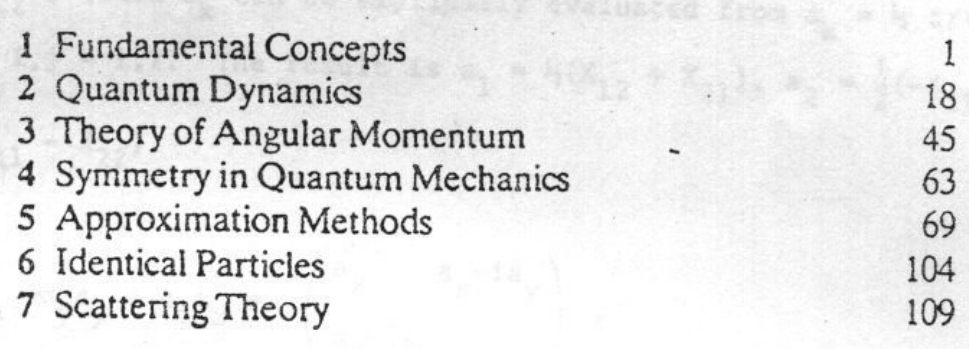 1 Fundamental Concepts 1
2 Quantum Dynamics 18
3 Theory of Angular Momentum 45
4 Symmetry in Quantum Mechanics 63
5 Approximation Methods 69
6 Identical Particles 104
7 Scattering Theory 109